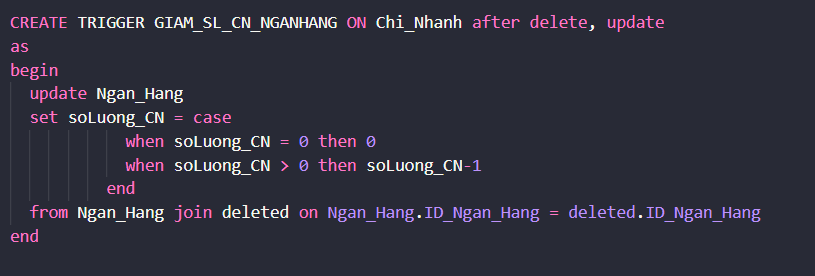 CREATE TRIGGER GIAM_SL_CN_NGANHANG ON Chi_Nhanh after delete, update
as
begin
update Ngan_Hang
set soLuong_CN = case
when soLuong_CN = 0 then 0
when soLuong_CN > 0 then soLuong_CN-1
end
from Ngan_Hang join deleted on Ngan_Hang.ID_Ngan_Hang = deleted.ID_Ngan_Hang
end